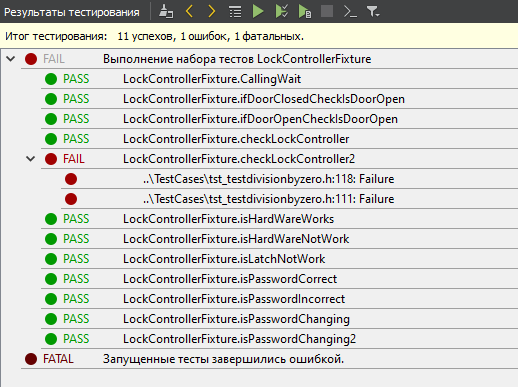 Результаты тестирования
Итог тестирования: 11 успехов, 1 ошибок, 1 фатальных.
FAIL Выполнение набора тестов LockControllerFixture
PASS LockControllerFixture.CallingWait
PASS LockControllerFixture.ifDoorClosedCheckIsDoorOpen
PASS LockControllerFixture.ifDoorOpenCheckIsDoorOpen
PASS LockControllerFixture.checkLockController
FAIL LockControllerFixture.checkLockController2
..\TestCases\tst_testdivisionbyzero.h:118: Failure
..\TestCases\tst_testdivisionbyzero.h:111: Failure
PASS LockControllerFixture.isHardWareWorks
PASS LockControllerFixture.isHardWareNotWork
PASS LockControllerFixture.isLatchNotWork
PASS LockControllerFixture.isPasswordCorrect
PASS LockControllerFixture.isPasswordIncorrect
PASS LockControllerFixture.isPasswordChanging
PASS LockControllerFixture.isPasswordChanging2
FATAL Запущенные тесты завершились ошибкой.